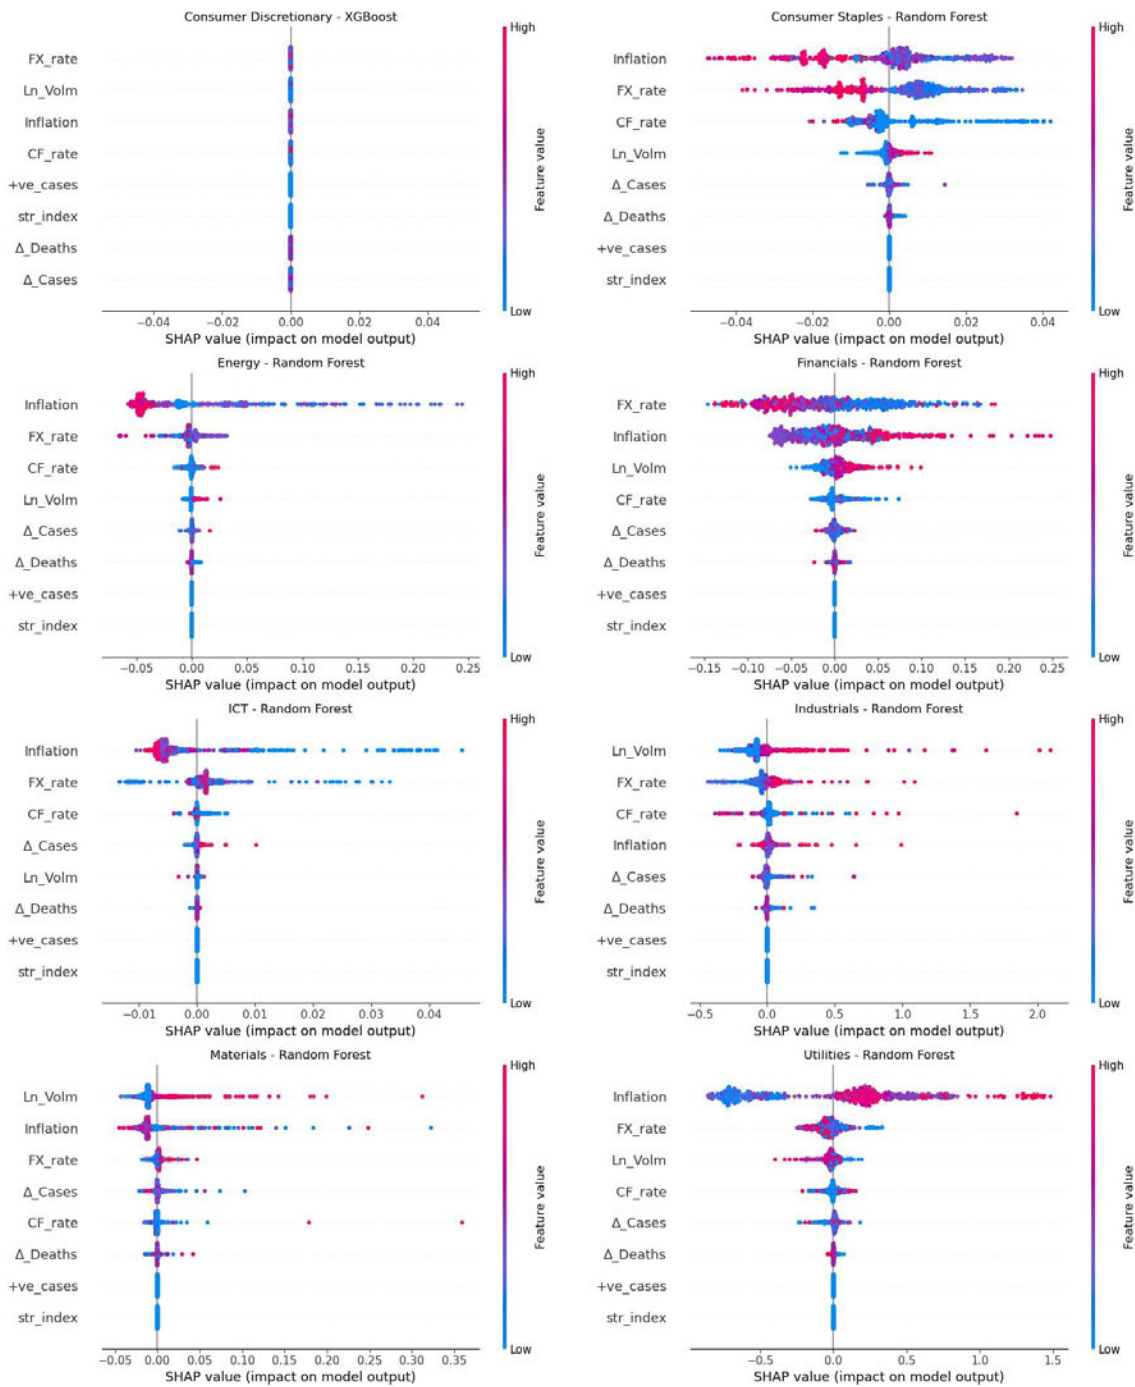 Consumer Discretionary - XGBoost
High
FX_rate
Ln_Volm
Inflation
CF_rate
+ve_cases
str_index
Δ_Deaths
Δ_Cases
Low
Feature value
−0.04 −0.02 0.00 0.02 0.04
SHAP value (impact on model output)
Consumer Staples - Random Forest
High
Inflation
FX_rate
CF_rate
Ln_Volm
Δ_Cases
Δ_Deaths
+ve_cases
str_index
Low
Feature value
−0.04 −0.02 0.00 0.02 0.04
SHAP value (impact on model output)
Energy - Random Forest
High
Inflation
FX_rate
CF_rate
Ln_Volm
Δ_Cases
Δ_Deaths
+ve_cases
str_index
Low
Feature value
−0.05 0.00 0.05 0.10 0.15 0.20 0.25
SHAP value (impact on model output)
Financials - Random Forest
High
FX_rate
Inflation
Ln_Volm
CF_rate
Δ_Cases
Δ_Deaths
+ve_cases
str_index
Low
Feature value
−0.15 −0.10 −0.05 0.00 0.05 0.10 0.15 0.20 0.25
SHAP value (impact on model output)
ICT - Random Forest
High
Inflation
FX_rate
CF_rate
Δ_Cases
Ln_Volm
Δ_Deaths
+ve_cases
str_index
Low
Feature value
−0.01 0.00 0.01 0.02 0.03 0.04
SHAP value (impact on model output)
Industrials - Random Forest
High
Ln_Volm
FX_rate
CF_rate
Inflation
Δ_Cases
Δ_Deaths
+ve_cases
str_index
Low
Feature value
−0.5 0.0 0.5 1.0 1.5 2.0
SHAP value (impact on model output)
Materials - Random Forest
High
Ln_Volm
Inflation
FX_rate
Δ_Cases
CF_rate
Δ_Deaths
+ve_cases
str_index
Low
Feature value
−0.05 0.00 0.05 0.10 0.15 0.20 0.25 0.30 0.35
SHAP value (impact on model output)
Utilities - Random Forest
High
Inflation
FX_rate
Ln_Volm
CF_rate
Δ_Cases
Δ_Deaths
+ve_cases
str_index
Low
Feature value
−0.5 0.0 0.5 1.0 1.5
SHAP value (impact on model output)